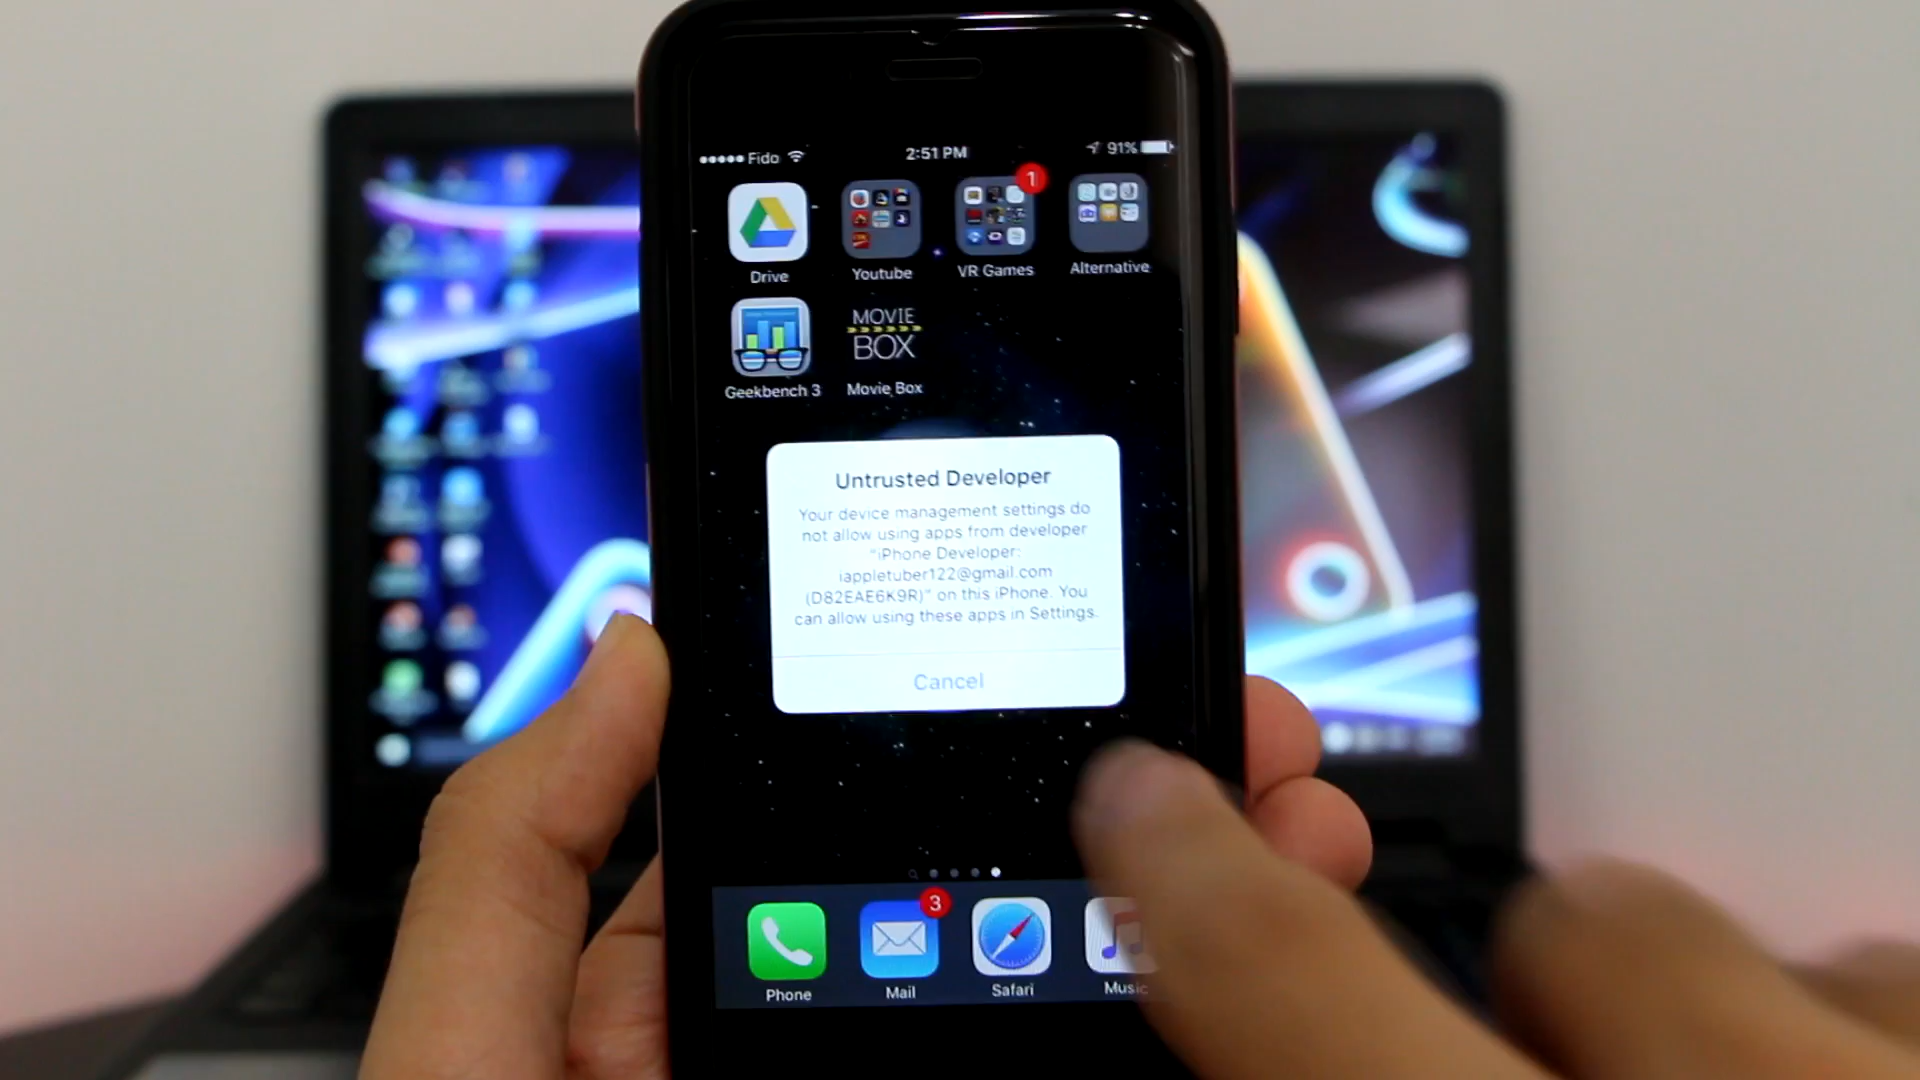 Fido
2:51 PM
91%
1
Drive
Youtube
VR Games
Alternative
MOVIE
BOX
Geekbench 3
Movie Box
Untrusted Developer
Your device management settings do
not allow using apps from developer
"iPhone Developer:
iappletuber122@gmail.com
(D82EAE6K9R)" on this iPhone. You
can allow using these apps in Settings.
Cancel
3
Phone
Mail
Safari
Music